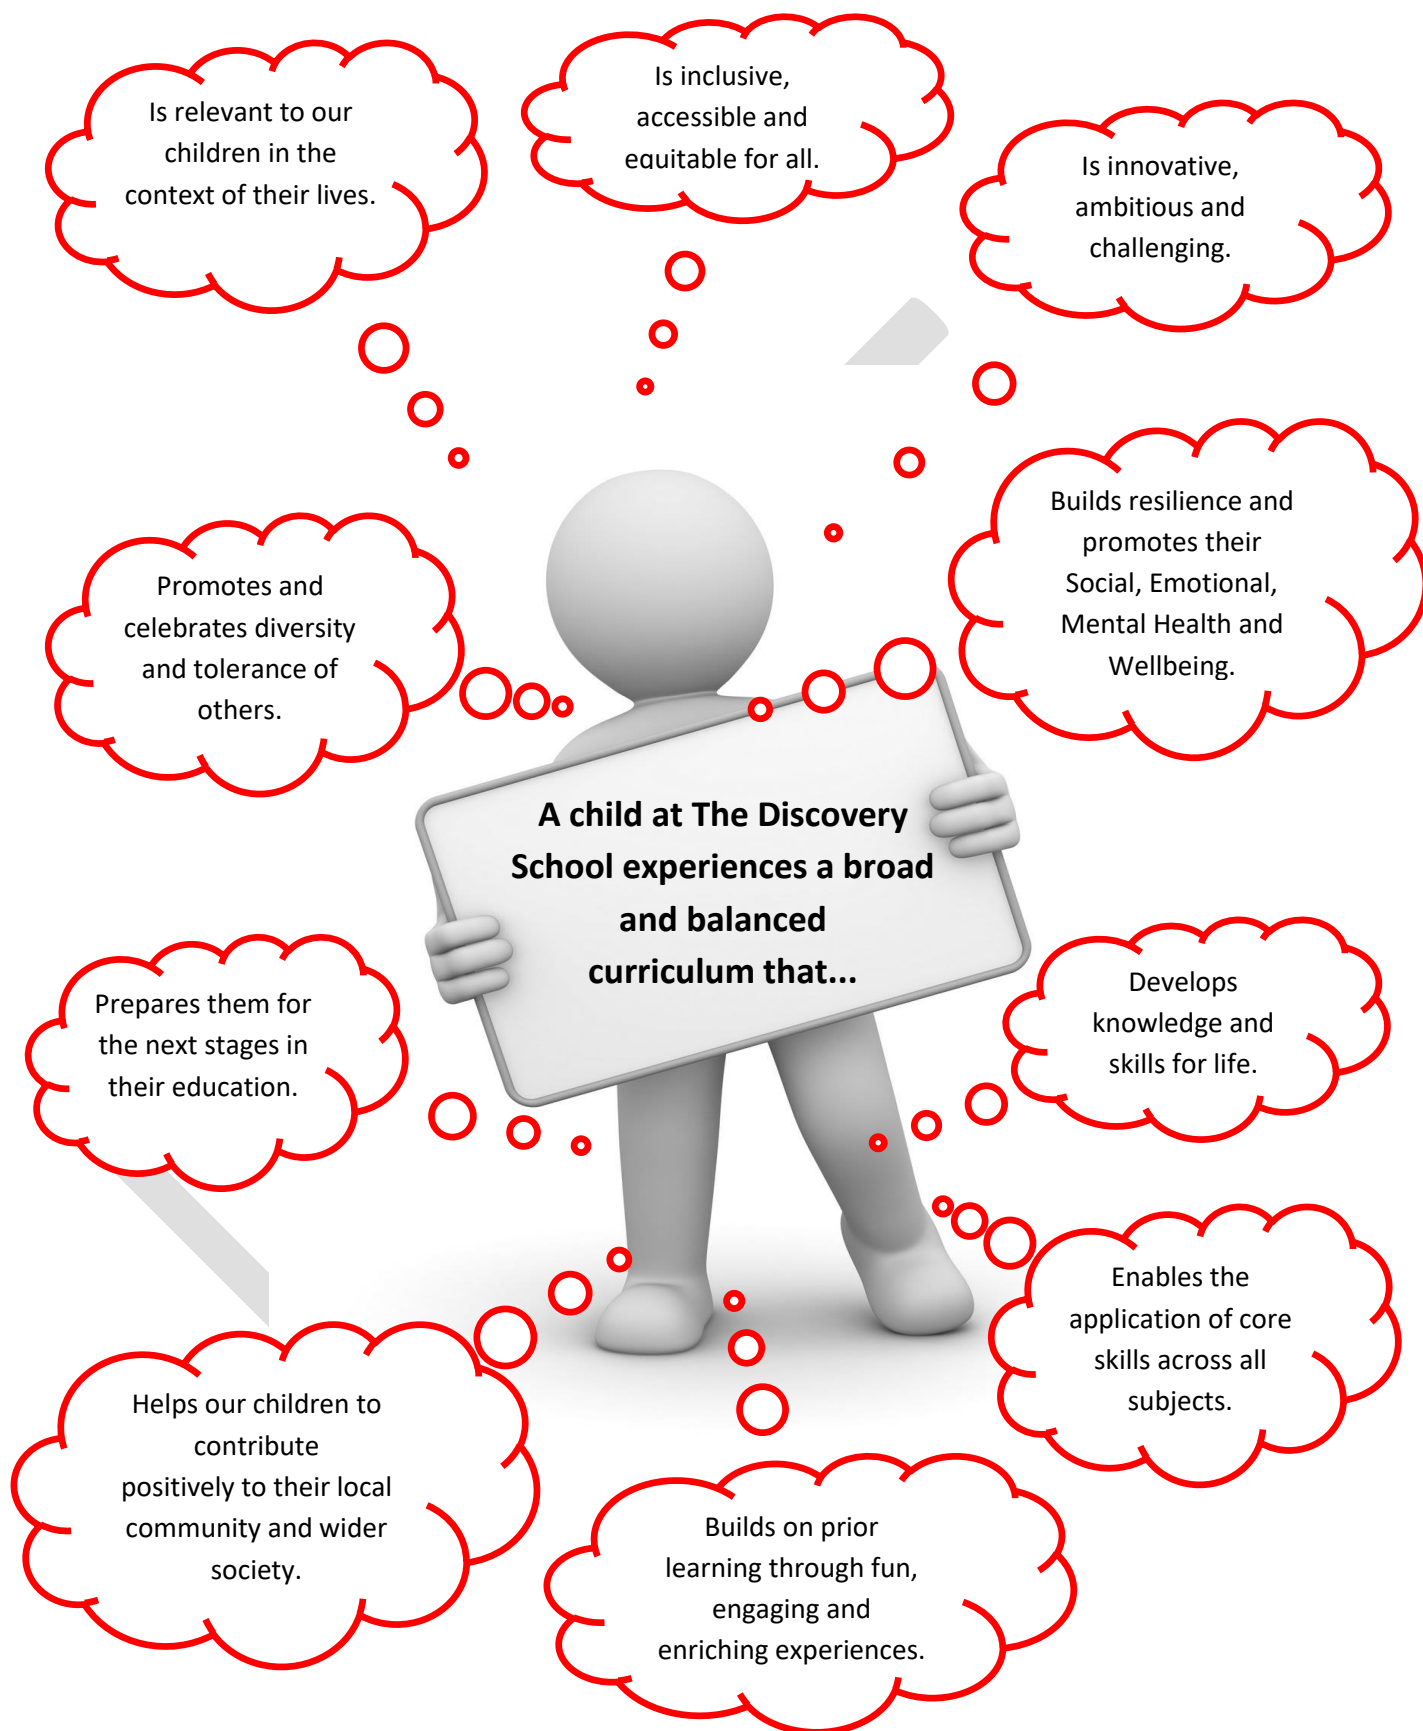 Is relevant to our
children in the
context of their lives.
Is inclusive,
accessible and
equitable for all.
Is innovative,
ambitious and
challenging.
Promotes and
celebrates diversity
and tolerance of
others.
Builds resilience and
promotes their
Social, Emotional,
Mental Health and
Wellbeing.
A child at The Discovery
School experiences a broad
and balanced
curriculum that...
Prepares them for
the next stages in
their education.
Develops
knowledge and
skills for life.
Enables the
application of core
skills across all
subjects.
Helps our children to
contribute
positively to their local
community and wider
society.
Builds on prior
learning through fun,
engaging and
enriching experiences.